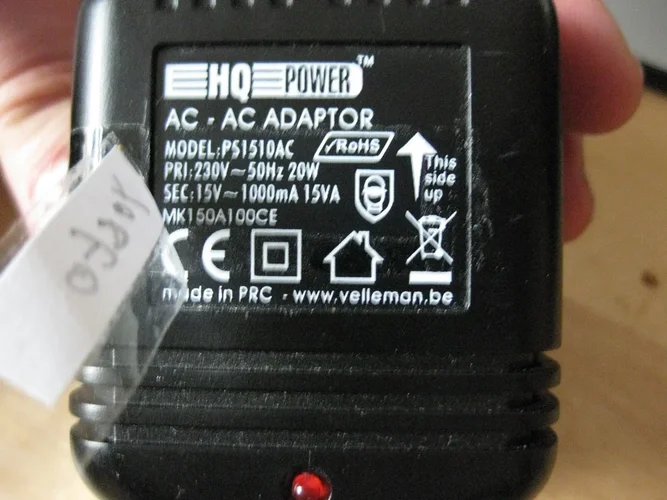 HQ POWER™
AC - AC ADAPTOR
MODEL:PS1510AC
✓RoHS
PRI:230V~50Hz 20W
SEC:15V~1000mA 15VA
MK150A100CE
This
side
up
CE
made in PRC - www.velleman.be